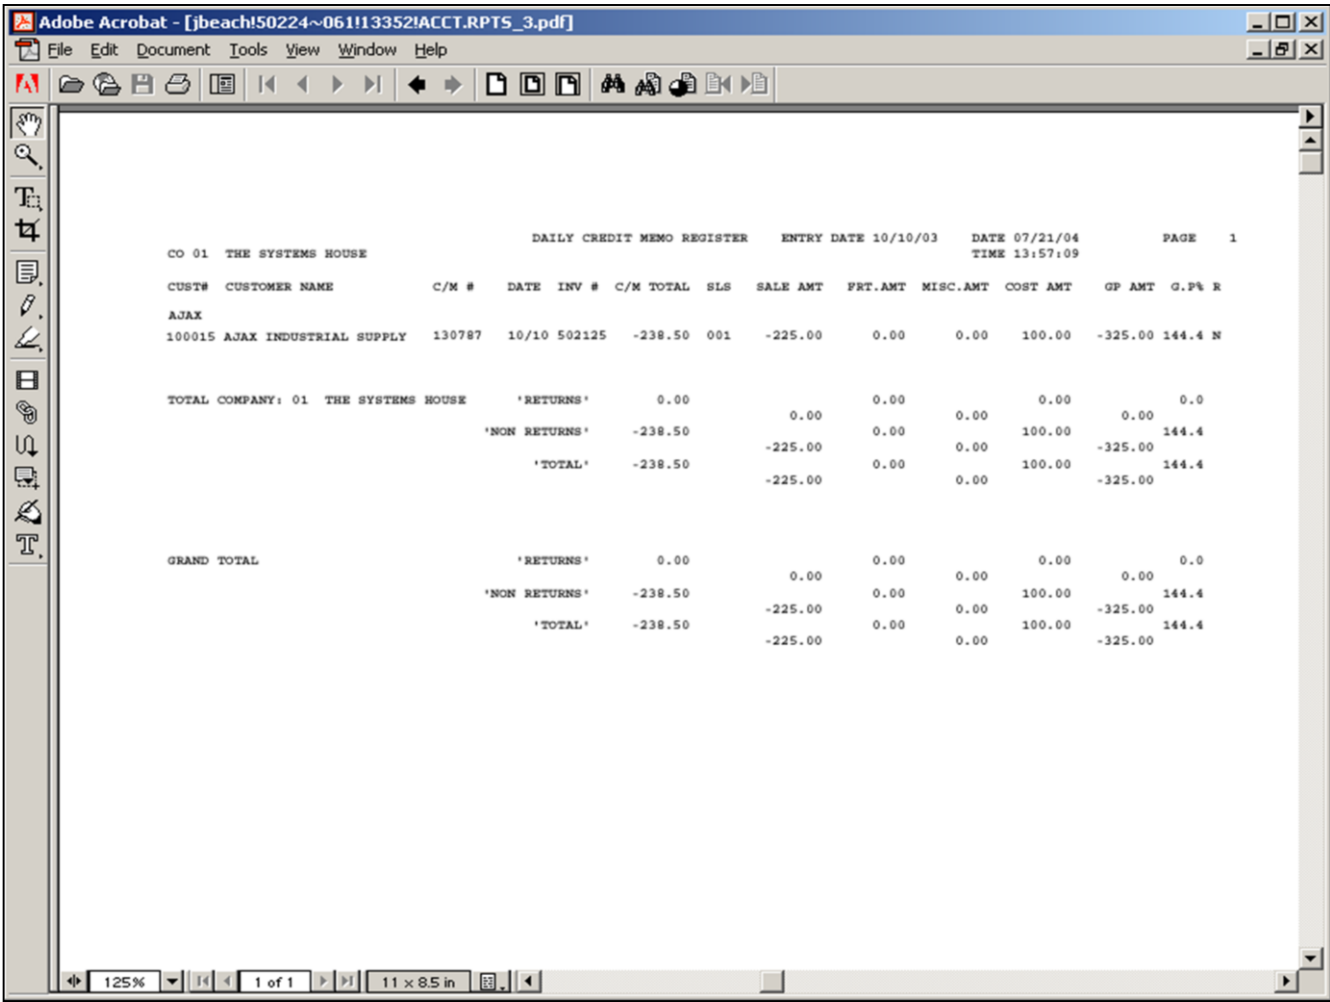 Adobe Acrobat - [jbeach!50224~061!13352!ACCT.RPTS_3.pdf]
File Edit Document Tools View Window Help
DAILY CREDIT MEMO REGISTER ENTRY DATE 10/10/03 DATE 07/21/04 PAGE 1
CO 01 THE SYSTEMS HOUSE TIME 13:57:09
CUST# CUSTOMER NAME C/M # DATE INV # C/M TOTAL SLS SALE AMT FRT.AMT MISC.AMT COST AMT GP AMT G.P% R
AJAX
100015 AJAX INDUSTRIAL SUPPLY 130787 10/10 502125 -238.50 001 -225.00 0.00 0.00 100.00 -325.00 144.4 N
TOTAL COMPANY: 01 THE SYSTEMS HOUSE 'RETURNS' 0.00 0.00 0.00 0.0
0.00 0.00 0.00
'NON RETURNS' -238.50 0.00 100.00 144.4
-225.00 0.00 -325.00
'TOTAL' -238.50 0.00 100.00 144.4
-225.00 0.00 -325.00
GRAND TOTAL 'RETURNS' 0.00 0.00 0.00 0.0
0.00 0.00 0.00
'NON RETURNS' -238.50 0.00 100.00 144.4
-225.00 0.00 -325.00
'TOTAL' -238.50 0.00 100.00 144.4
-225.00 0.00 -325.00
125% 1 of 1 11 x 8.5 in